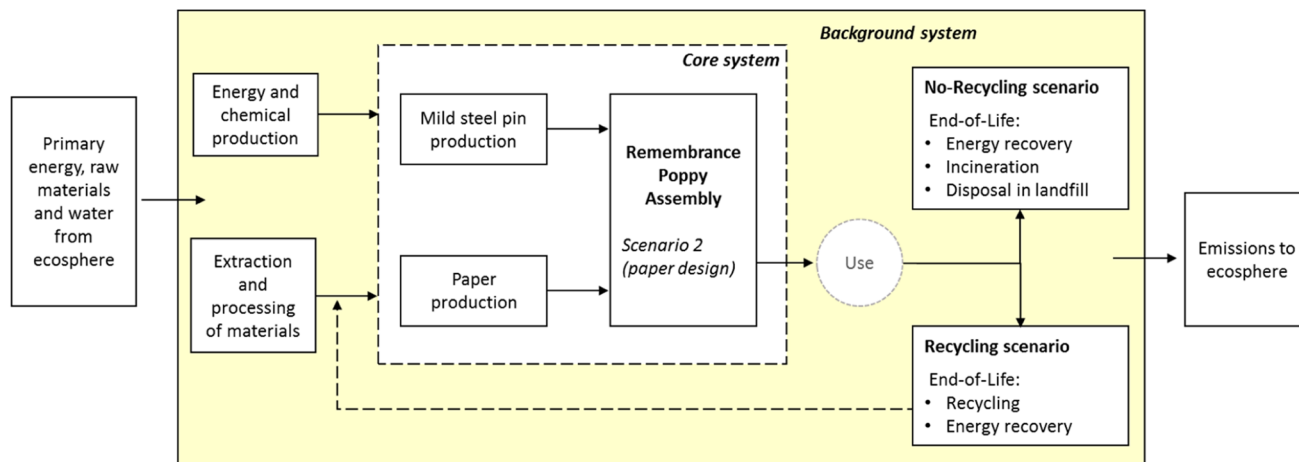 Background system
Core system
Primary
energy, raw
materials
and water
from
ecosphere
Energy and
chemical
production
Extraction
and
processing
of materials
Mild steel pin
production
Paper
production
Remembrance
Poppy
Assembly
Scenario 2
(paper design)
Use
No-Recycling scenario
End-of-Life:
• Energy recovery
• Incineration
• Disposal in landfill
Recycling scenario
End-of-Life:
• Recycling
• Energy recovery
Emissions to
ecosphere